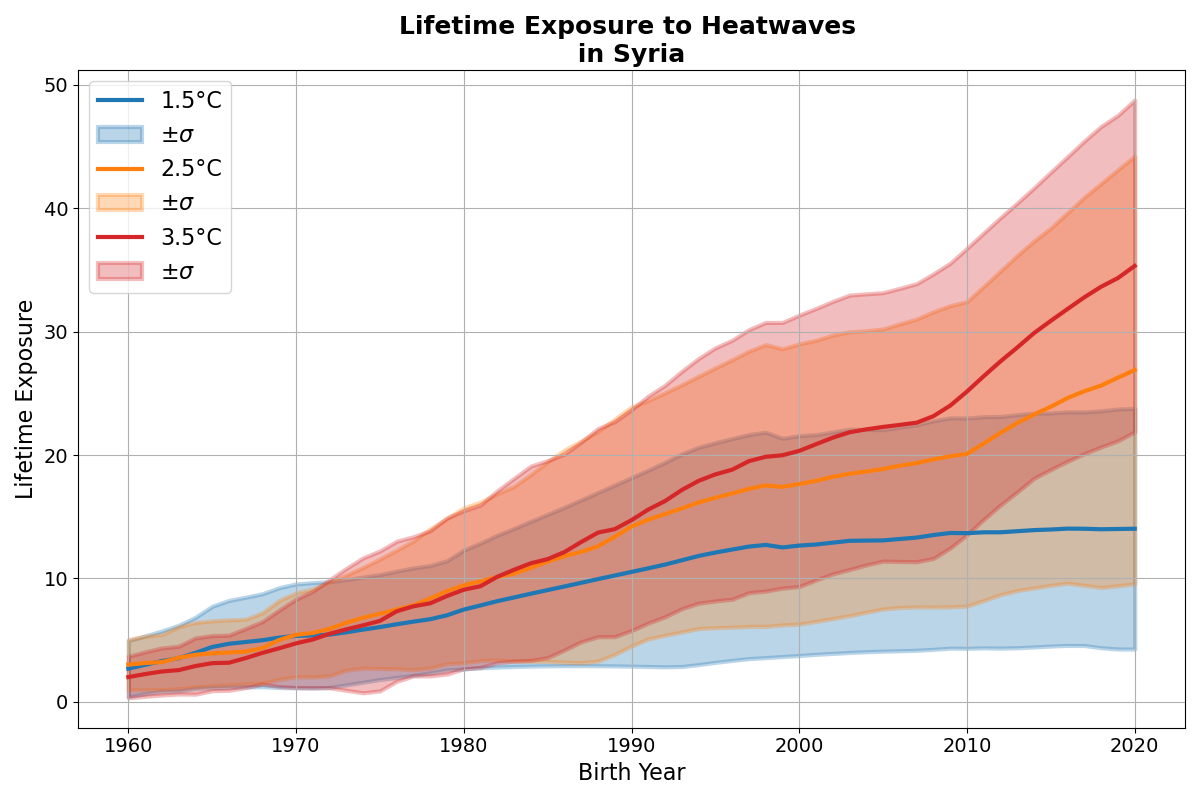 Lifetime Exposure to Heatwaves
in Syria
1.5°C
±σ
2.5°C
±σ
3.5°C
±σ
50
40
30
20
10
0
Lifetime Exposure
1960
1970
1980
1990
2000
2010
2020
Birth Year